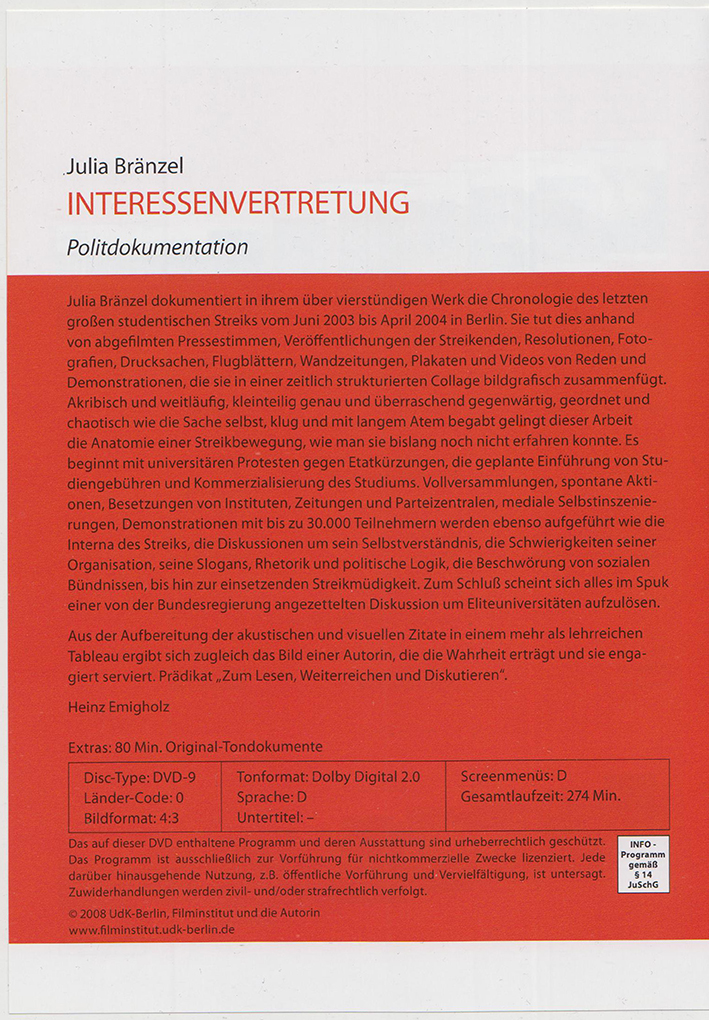 Julia Bränzel
INTERESSENVERTRETUNG
Politdokumentation
Julia Bränzel dokumentiert in ihrem über vierstündigen Werk die Chronologie des letzten
großen studentischen Streiks vom Juni 2003 bis April 2004 in Berlin. Sie tut dies anhand
von abgefilmten Pressestimmen, Veröffentlichungen der Streikenden, Resolutionen, Foto-
grafien, Drucksachen, Flugblättern, Wandzeitungen, Plakaten und Videos von Reden und
Demonstrationen, die sie in einer zeitlich strukturierten Collage bildgrafisch zusammenfügt.
Akribisch und weitläufig, kleinteilig genau und überraschend gegenwärtig, geordnet und
chaotisch wie die Sache selbst, klug und mit langem Atem begabt gelingt dieser Arbeit
die Anatomie einer Streikbewegung, wie man sie bislang noch nicht erfahren konnte. Es
beginnt mit universitären Protesten gegen Etatkürzungen, die geplante Einführung von Stu-
diengebühren und Kommerzialisierung des Studiums. Vollversammlungen, spontane Akti-
onen, Besetzungen von Instituten, Zeitungen und Parteizentralen, mediale Selbstinszenie-
rungen, Demonstrationen mit bis zu 30.000 Teilnehmern werden ebenso aufgeführt wie die
Interna des Streiks, die Diskussionen um sein Selbstverständnis, die Schwierigkeiten seiner
Organisation, seine Slogans, Rhetorik und politische Logik, die Beschwörung von sozialen
Bündnissen, bis hin zur einsetzenden Streikmüdigkeit. Zum Schluß scheint sich alles im Spuk
einer von der Bundesregierung angezettelten Diskussion um Eliteuniversitäten aufzulösen.
Aus der Aufbereitung der akustischen und visuellen Zitate in einem mehr als lehrreichen
Tableau ergibt sich zugleich das Bild einer Autorin, die die Wahrheit erträgt und sie enga-
giert serviert. Prädikat „Zum Lesen, Weiterreichen und Diskutieren“.
Heinz Emigholz
Extras: 80 Min. Original-Tondokumente
Disc-Type: DVD-9
Länder-Code: 0
Bildformat: 4:3
Tonformat: Dolby Digital 2.0
Sprache: D
Untertitel: –
Screenmenüs: D
Gesamtlaufzeit: 274 Min.
Das auf dieser DVD enthaltene Programm und deren Ausstattung sind urheberrechtlich geschützt.
Das Programm ist ausschließlich zur Vorführung für nichtkommerzielle Zwecke lizenziert. Jede
darüber hinausgehende Nutzung, z.B. öffentliche Vorführung und Vervielfältigung, ist untersagt.
Zuwiderhandlungen werden zivil- und/oder strafrechtlich verfolgt.
INFO -
Programm
gemäß
§ 14
JuSchG
© 2008 UdK-Berlin, Filminstitut und die Autorin
www.filminstitut.udk-berlin.de